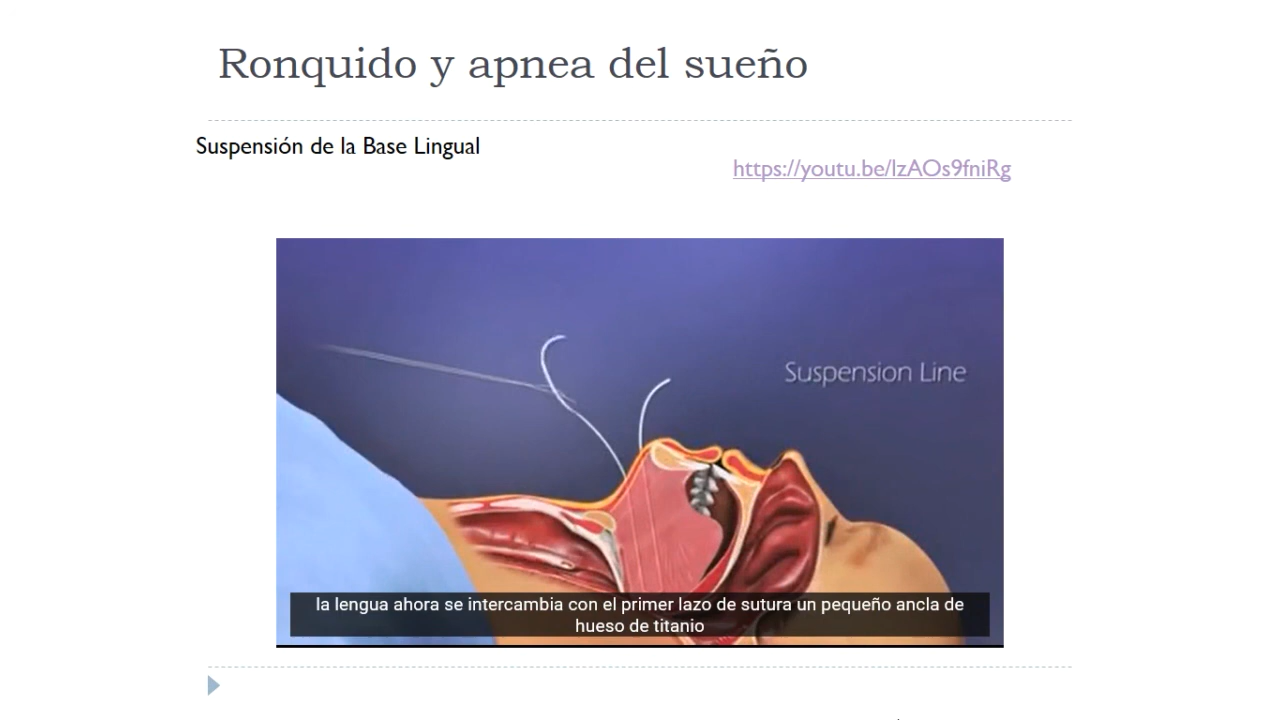 Ronquido y apnea del sueño
Suspensión de la Base Lingual
https://youtu.be/lzAOs9fniRg
Suspension Line
la lengua ahora se intercambia con el primer lazo de sutura un pequeño ancla de
hueso de titanio